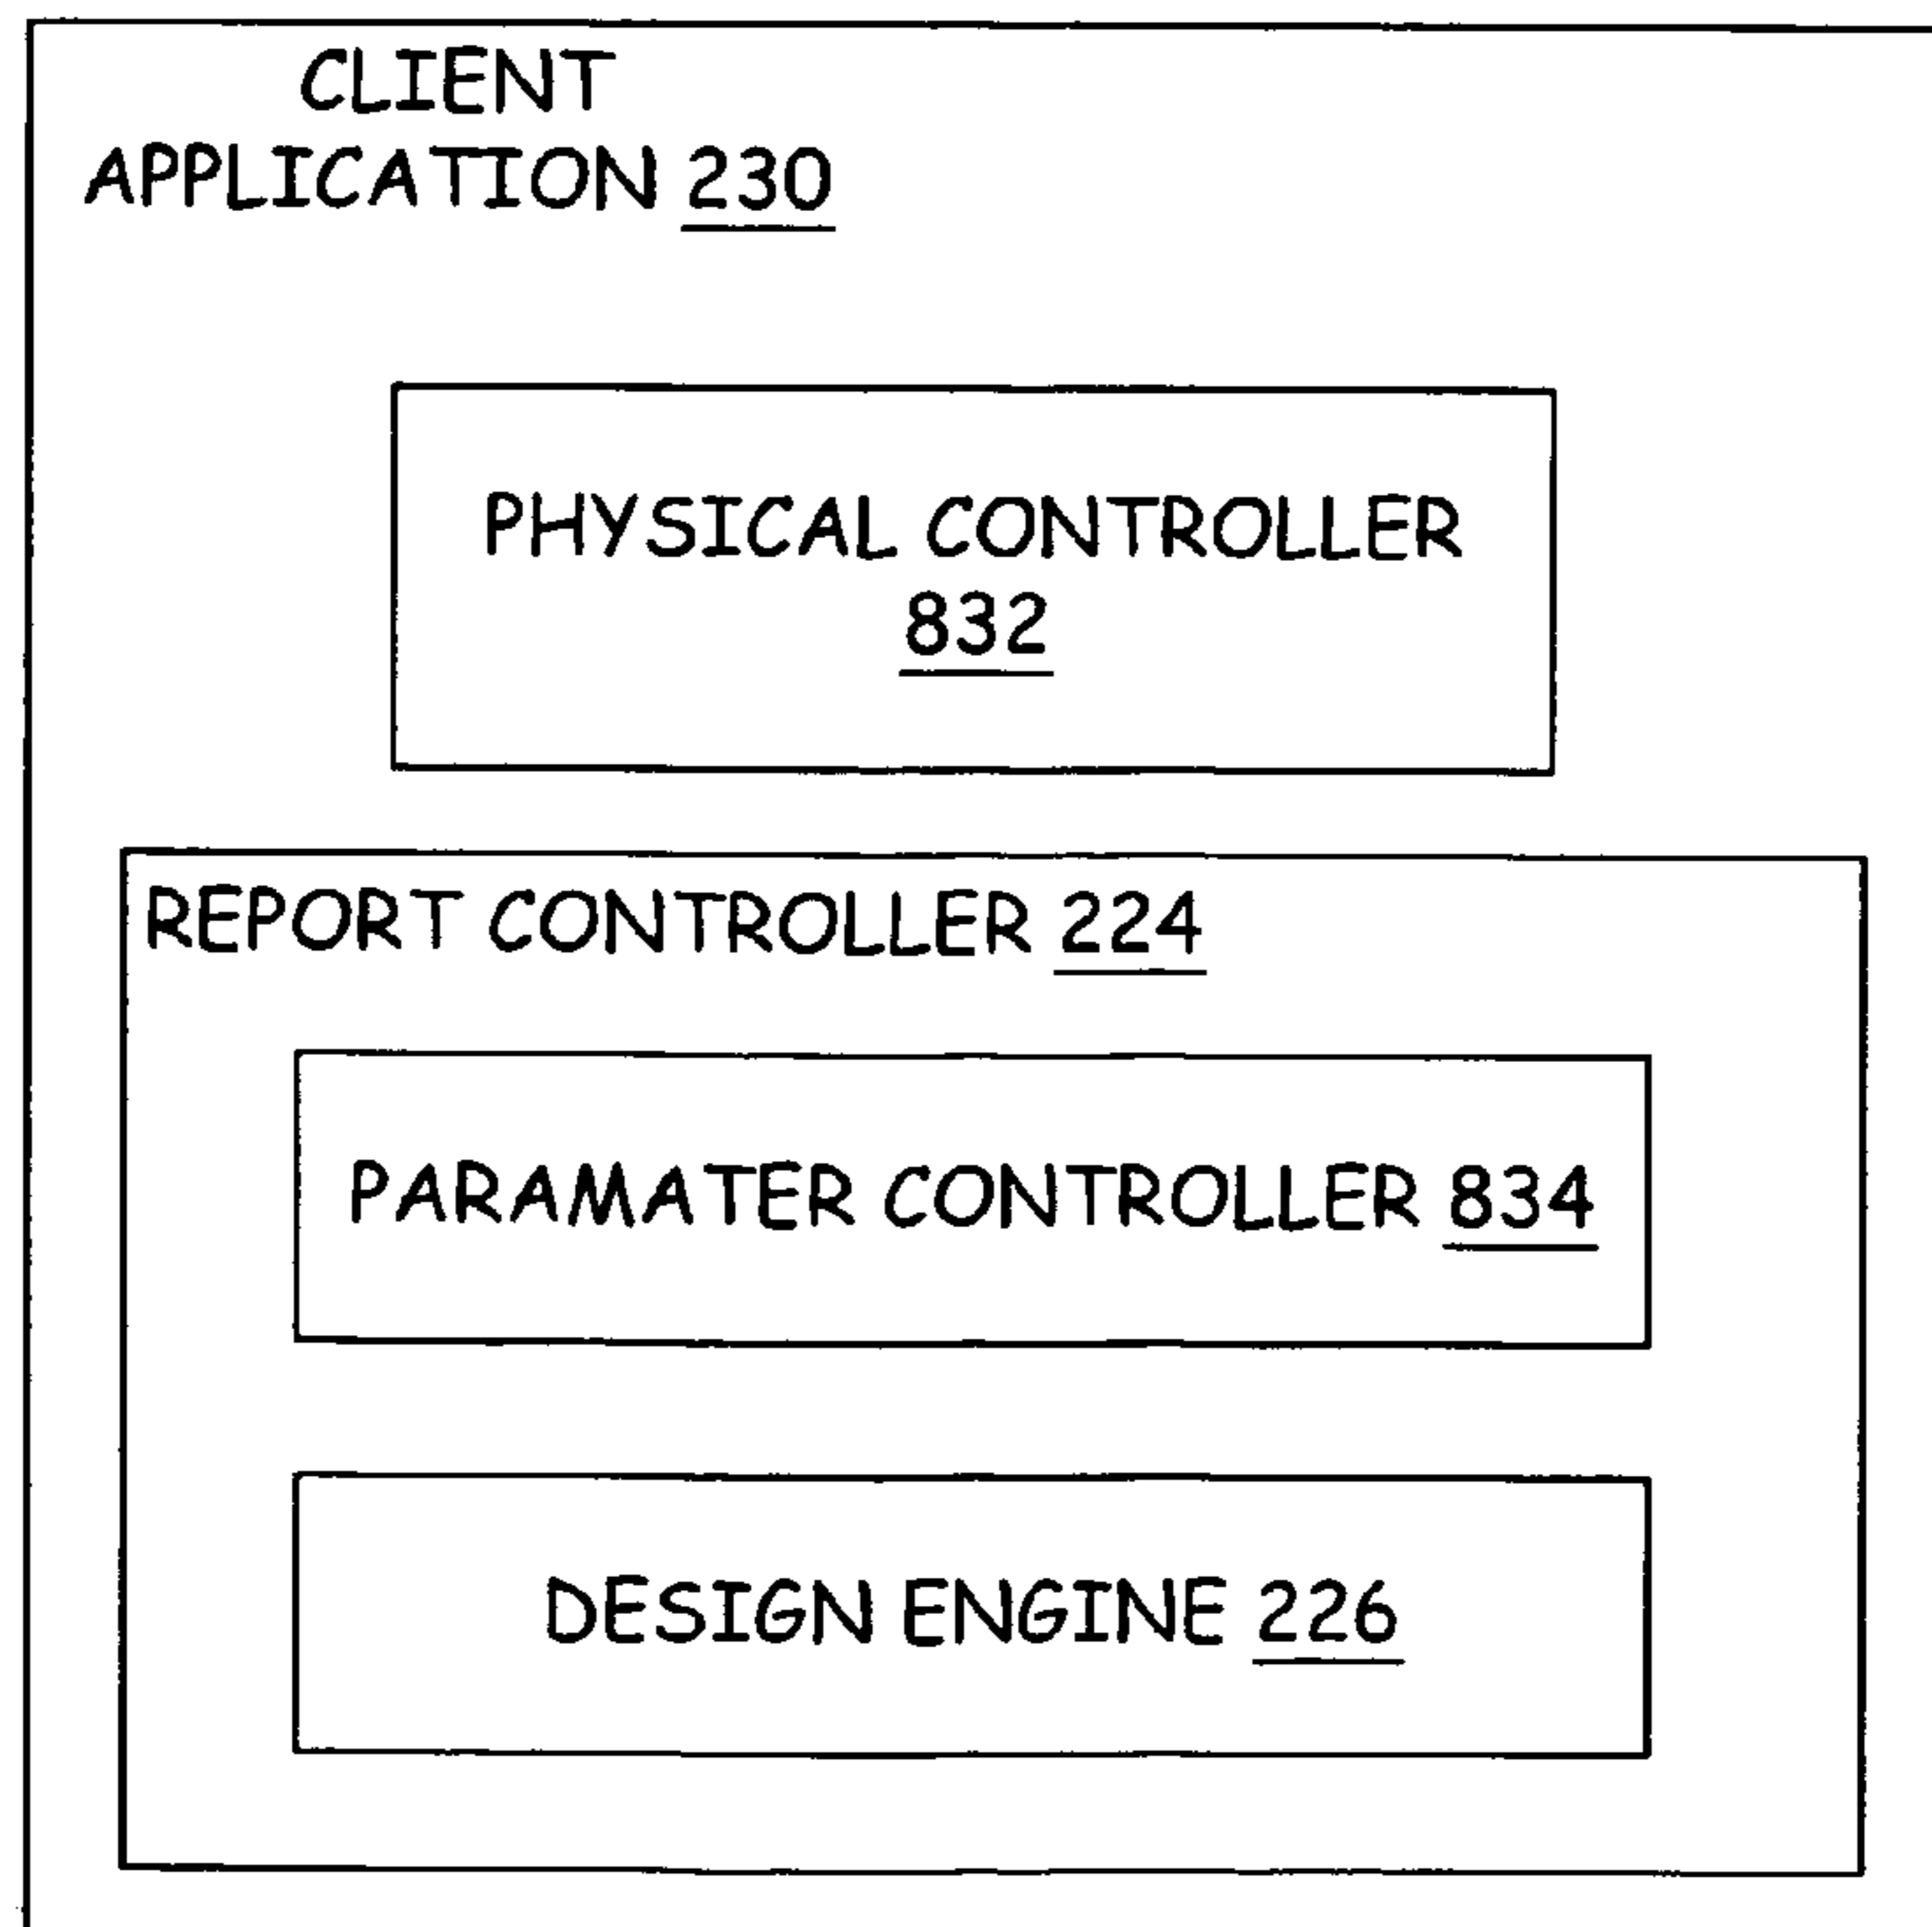 CLIENT
APPLICATION 230
PHYSICAL CONTROLLER
832
REPORT CONTROLLER 224
PARAMATER CONTROLLER 834
DESIGN ENGINE 226